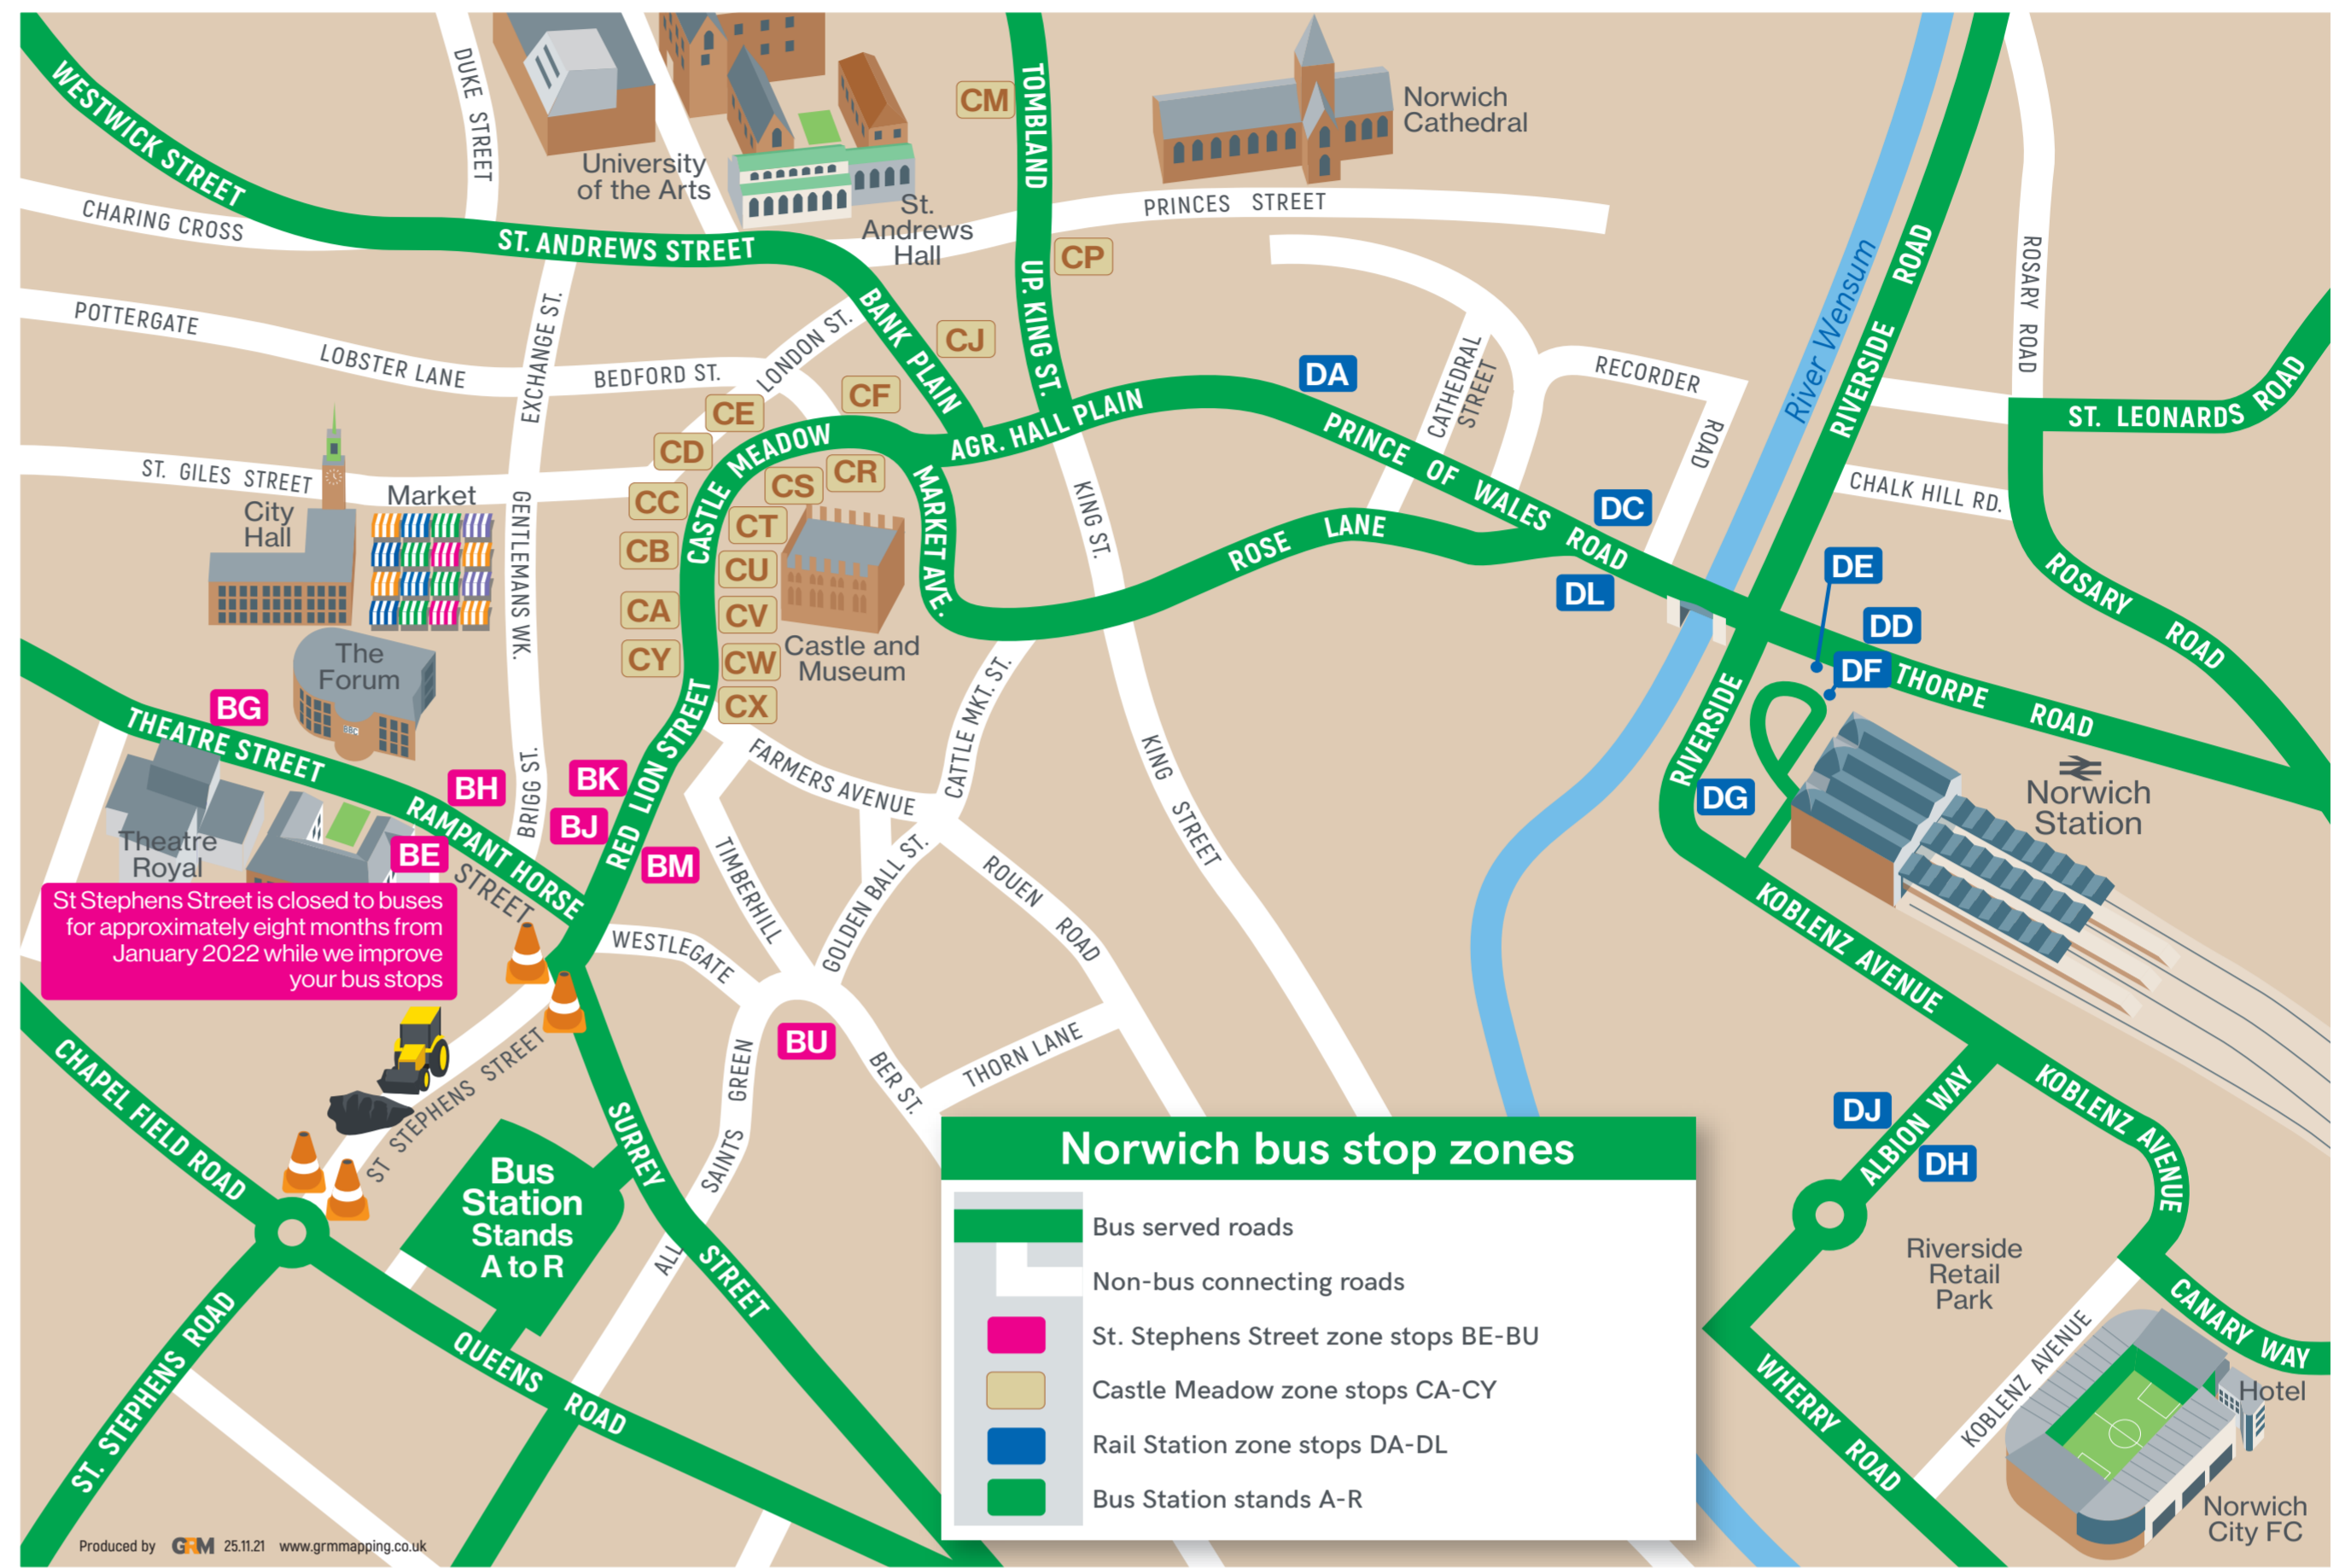 WESTWICK STREET
DUKE STREET
CHARING CROSS
University
of the Arts
St.
Andrews
Hall
ST. ANDREWS STREET
CM
TOMBLAND
Norwich
Cathedral
PRINCES STREET
CP
UP. KING ST.
POTTERGATE
LOBSTER LANE
EXCHANGE ST.
BEDFORD ST.
LONDON ST.
BANK PLAIN
CJ
CF
CE
CD
CC
CB
CA
CY
CASTLE MEADOW
CR
CS
CT
CU
CV
CW
CX
Castle and
Museum
AGR. HALL PLAIN
MARKET AVE.
DA
PRINCE OF WALES ROAD
CATHEDRAL
STREET
RECORDER
ROAD
DC
DL
ROSE LANE
KING ST.
KING STREET
River Wensum
RIVERSIDE ROAD
ROSARY ROAD
ST. LEONARDS ROAD
CHALK HILL RD.
ROSARY ROAD
DE
DD
DF
THORPE ROAD
RIVERSIDE
DG
Norwich
Station
KOBLENZ AVENUE
KOBLENZ AVENUE
DJ
ALBION WAY
DH
Riverside
Retail
Park
CANARY WAY
KOBLENZ AVENUE
WHERRY ROAD
Hotel
Norwich
City FC
ST. GILES STREET
City
Hall
Market
GENTLEMANS WK.
The
Forum
BBC
BG
THEATRE STREET
Theatre
Royal
BH
BE
RAMPANT HORSE
STREET
BRIGG ST.
BK
BJ
BM
RED LION STREET
FARMERS AVENUE
CATTLE MKT. ST.
TIMBERHILL
GOLDEN BALL ST.
ROUEN ROAD
WESTLEGATE
BU
BER ST.
THORN LANE
ALL SAINTS GREEN
St Stephens Street is closed to buses
for approximately eight months from
January 2022 while we improve
your bus stops
ST STEPHENS STREET
CHAPEL FIELD ROAD
Bus
Station
Stands
A to R
SURREY STREET
QUEENS ROAD
ST. STEPHENS ROAD
Norwich bus stop zones
Bus served roads
Non-bus connecting roads
St. Stephens Street zone stops BE-BU
Castle Meadow zone stops CA-CY
Rail Station zone stops DA-DL
Bus Station stands A-R
Produced by GRM 25.11.21 www.grmmapping.co.uk